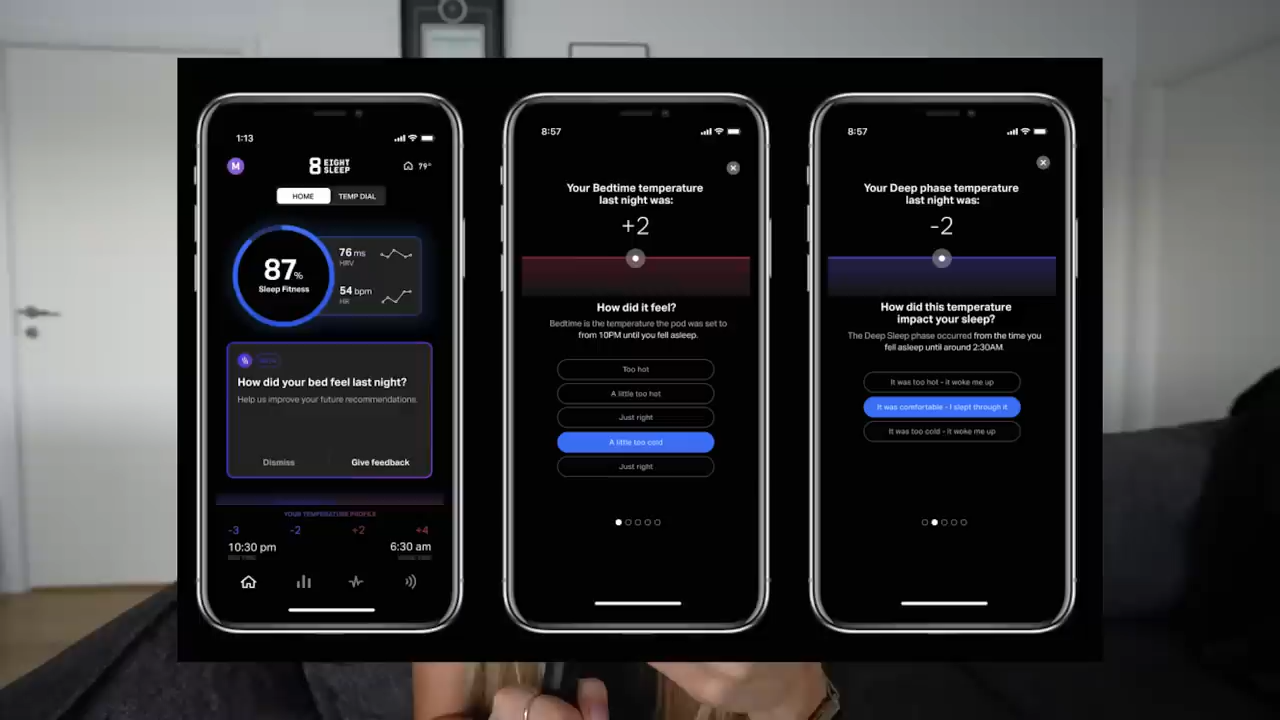 1:13
M
8 EIGHT
SLEEP
79°
HOME
TEMP DIAL
87%
Sleep Fitness
76 ms
HRV
54 bpm
HR
How did your bed feel last night?
Help us improve your future recommendations.
Dismiss
Give feedback
YOUR TEMPERATURE PROFILE
-3
-2
+2
+4
10:30 pm
6:30 am
8:57
Your Bedtime temperature
last night was:
+2
How did it feel?
Bedtime is the temperature the pod was set to
from 10PM until you fell asleep.
Too hot
A little too hot
Just right
A little too cold
Just right
8:57
Your Deep phase temperature
last night was:
-2
How did this temperature
impact your sleep?
The Deep Sleep phase occurred from the time you
fell asleep until around 2:30AM.
It was too hot - it woke me up
It was comfortable - I slept through it
It was too cold - it woke me up